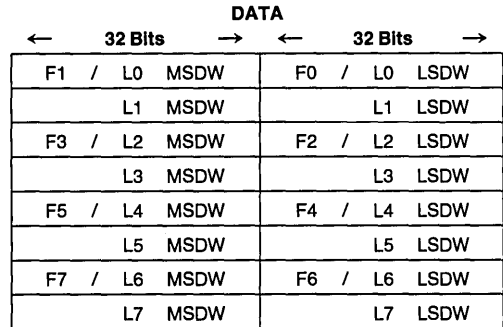 DATA
← 32 Bits → ← 32 Bits →
F1 / L0 MSDW F0 / L0 LSDW
L1 MSDW L1 LSDW
F3 / L2 MSDW F2 / L2 LSDW
L3 MSDW L3 LSDW
F5 / L4 MSDW F4 / L4 LSDW
L5 MSDW L5 LSDW
F7 / L6 MSDW F6 / L6 LSDW
L7 MSDW L7 LSDW